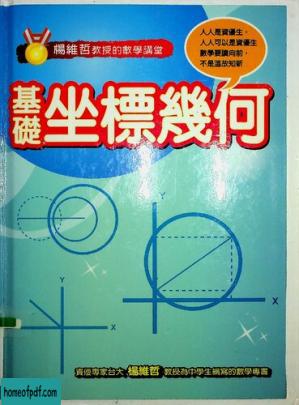 楊維哲教授的數學講堂
人人是資優生，
人人可以是資優生
數學要讀向前，
不是溫故知新
基礎坐標幾何
Y
X
Y
X
Y
X
資優專家台大 楊維哲 教授為中學生編寫的數學專書
homeofpdf.com